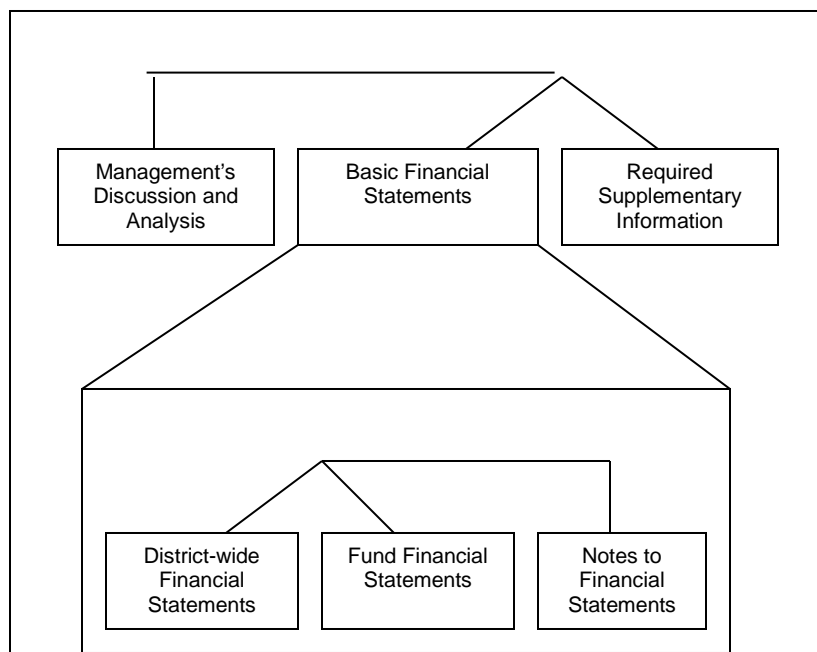 Management’s
Discussion and
Analysis
Basic Financial
Statements
Required
Supplementary
Information
District-wide
Financial
Statements
Fund Financial
Statements
Notes to
Financial
Statements